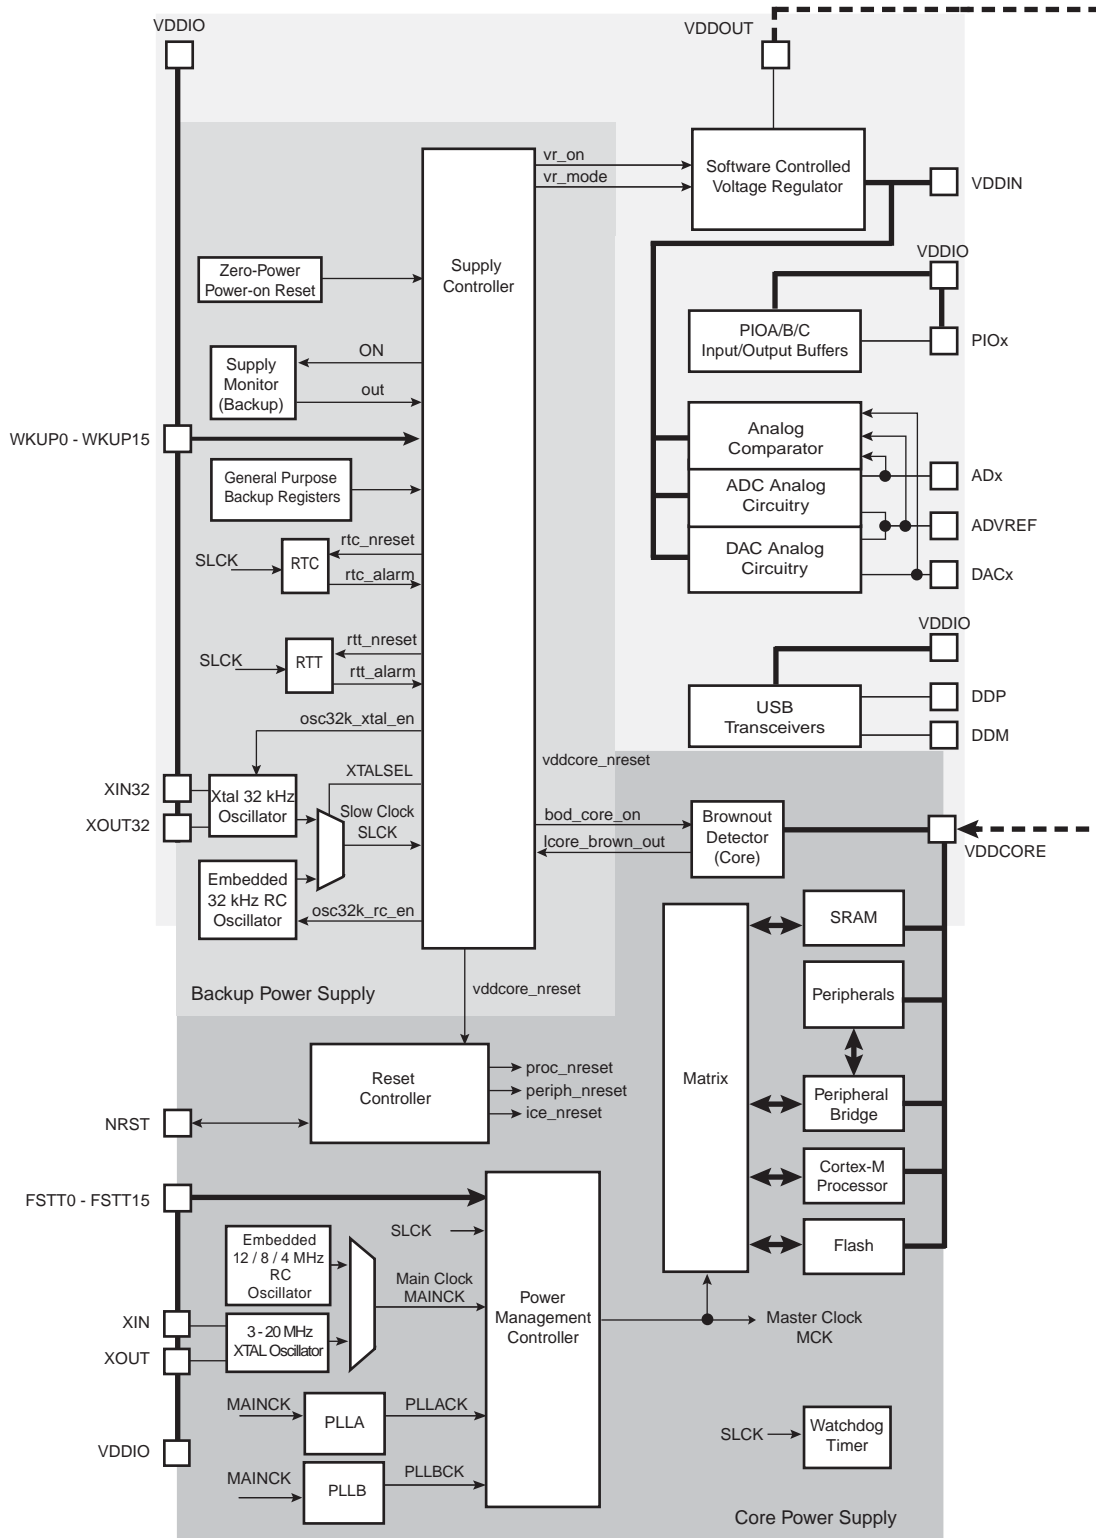 VDDIO
VDDOUT
vr_on
vr_mode
Software Controlled
Voltage Regulator
VDDIN
Supply
Controller
Zero-Power
Power-on Reset
VDDIO
PIOA/B/C
Input/Output Buffers
PIOx
Supply
Monitor
(Backup)
ON
out
WKUP0 - WKUP15
Analog
Comparator
General Purpose
Backup Registers
ADC Analog
Circuitry
ADx
ADVREF
DAC Analog
Circuitry
DACx
SLCK
RTC
rtc_nreset
rtc_alarm
SLCK
RTT
rtt_nreset
rtt_alarm
VDDIO
USB
Transceivers
DDP
DDM
osc32k_xtal_en
vddcore_nreset
XTALSEL
XIN32
XOUT32
Xtal 32 kHz
Oscillator
Slow Clock
SLCK
bod_core_on
lcore_brown_out
Brownout
Detector
(Core)
VDDCORE
Embedded
32 kHz RC
Oscillator
osc32k_rc_en
SRAM
Backup Power Supply
vddcore_nreset
Peripherals
Reset
Controller
proc_nreset
periph_nreset
ice_nreset
Matrix
Peripheral
Bridge
NRST
Cortex-M
Processor
FSTT0 - FSTT15
SLCK
Flash
Embedded
12 / 8 / 4 MHz
RC
Oscillator
Main Clock
MAINCK
Power
Management
Controller
XIN
XOUT
3 - 20 MHz
XTAL Oscillator
Master Clock
MCK
MAINCK
PLLA
PLLACK
VDDIO
SLCK
Watchdog
Timer
MAINCK
PLLB
PLLBCK
Core Power Supply